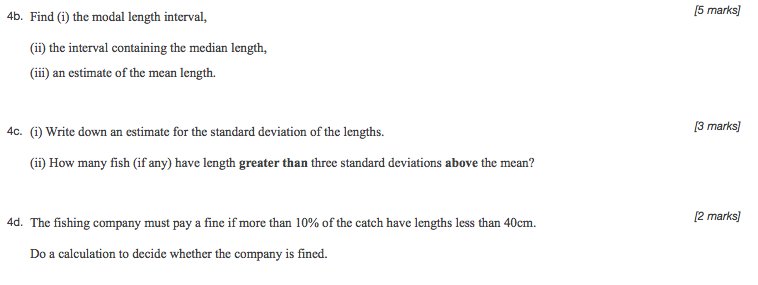 4b. Find (i) the modal length interval, [5 marks]
(ii) the interval containing the median length,
(iii) an estimate of the mean length.
4c. (i) Write down an estimate for the standard deviation of the lengths. [3 marks]
(ii) How many fish (if any) have length greater than three standard deviations above the mean?
4d. The fishing company must pay a fine if more than 10% of the catch have lengths less than 40cm. [2 marks]
Do a calculation to decide whether the company is fined.